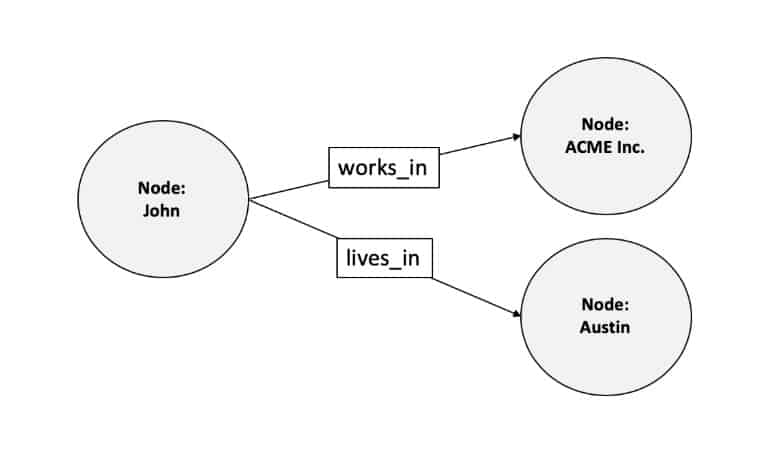 Node:
John
works_in
lives_in
Node:
ACME Inc.
Node:
Austin